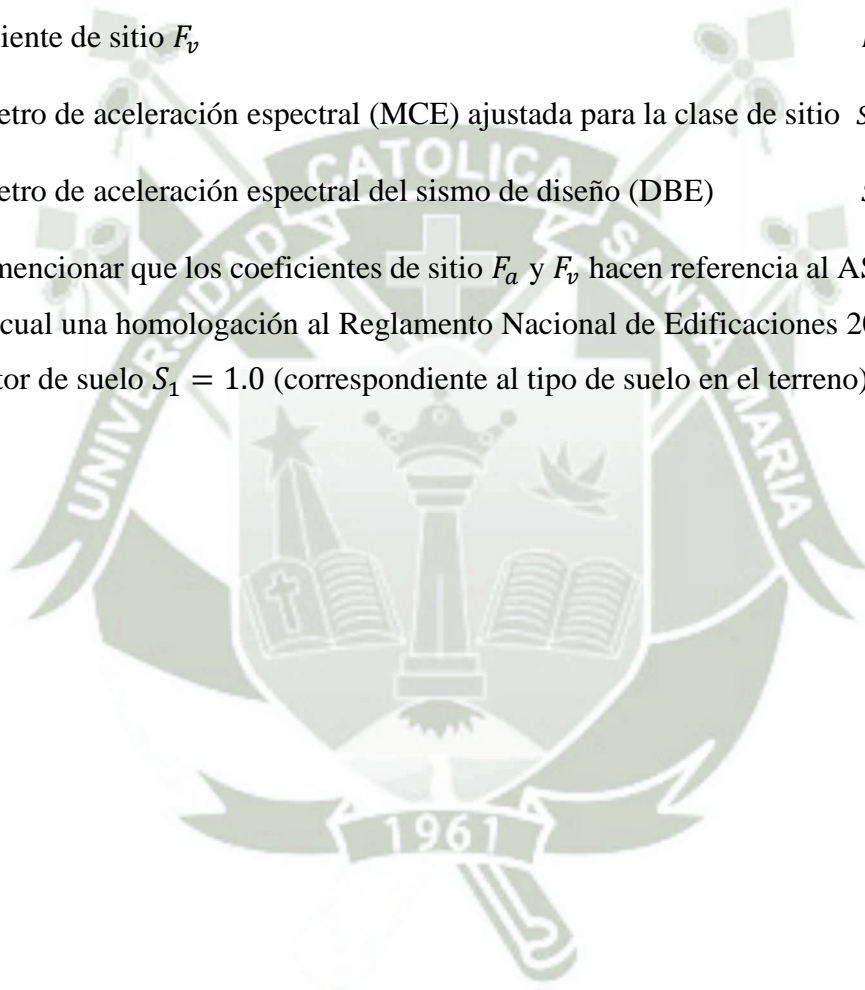 iente de sitio F_v
etro de aceleración espectral (MCE) ajustada para la clase de sitio
etro de aceleración espectral del sismo de diseño (DBE)
mencionar que los coeficientes de sitio F_a y F_v hacen referencia al AS
cual una homologación al Reglamento Nacional de Edificaciones 20
tor de suelo S_1 = 1.0 (correspondiente al tipo de suelo en el terreno)
UNIVERSIDAD CATOLICA SANTA MARIA
1961